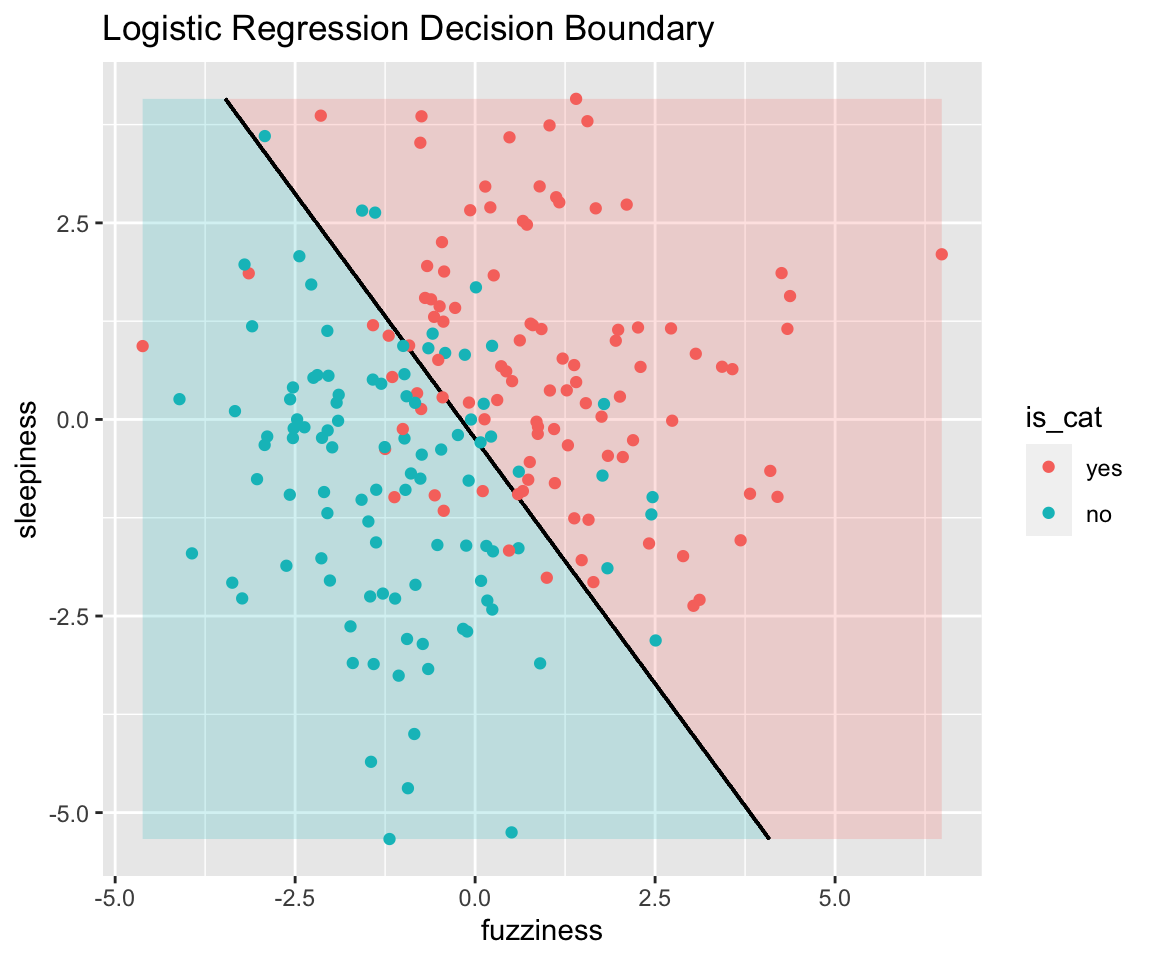 Logistic Regression Decision Boundary
2.5
0.0
-2.5
-5.0
sleepiness
-5.0 -2.5 0.0 2.5 5.0
fuzziness
is_cat
yes
no